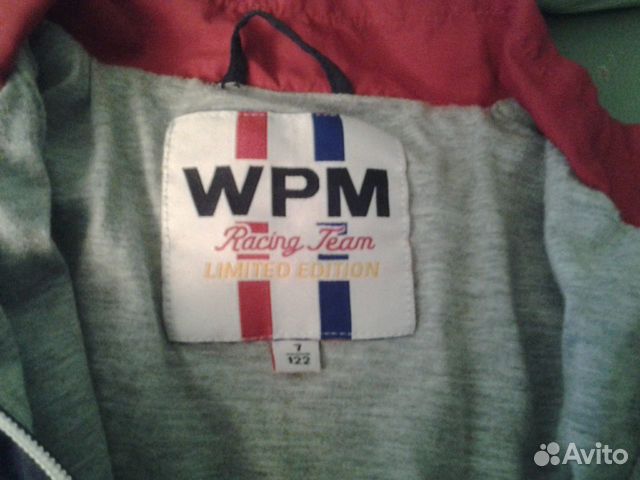 WPM
Racing Team
LIMITED EDITION
7
122
Avito